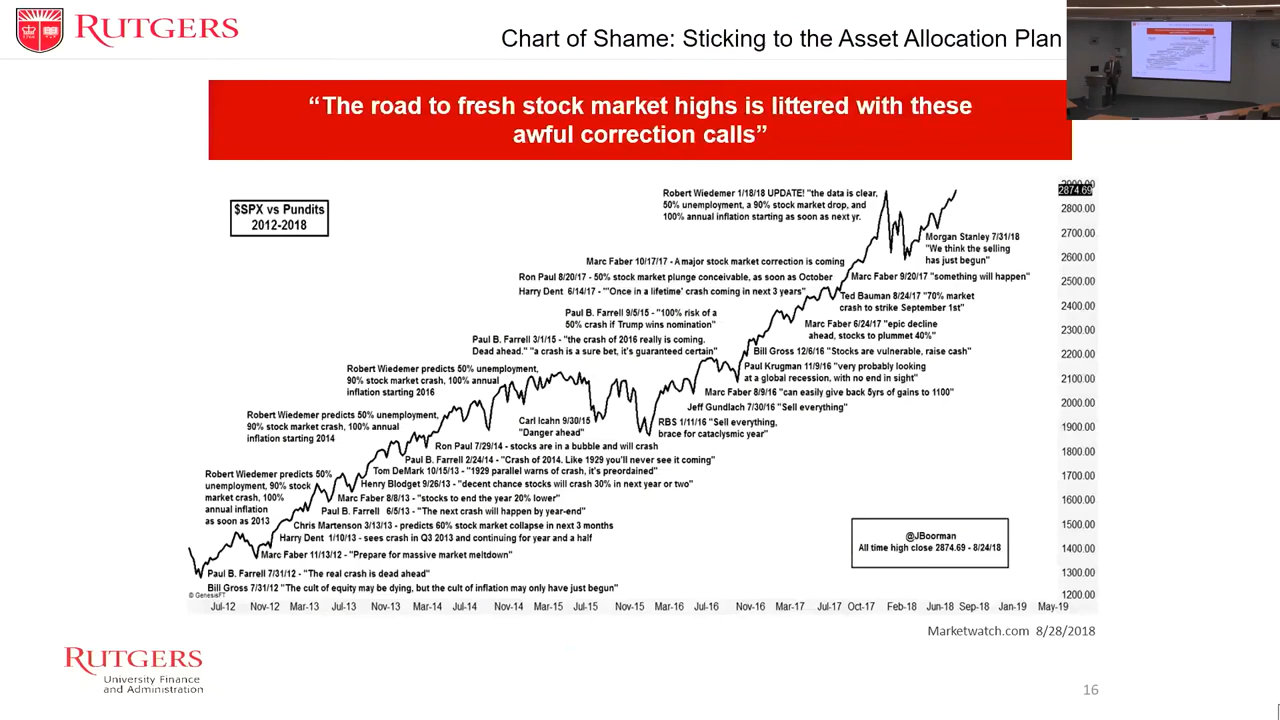 RUTGERS
Chart of Shame: Sticking to the Asset Allocation Plan
“The road to fresh stock market highs is littered with these
awful correction calls”
$SPX vs Pundits
2012-2018
Robert Wiedemer 1/18/18 UPDATE! "the data is clear,
50% unemployment, a 90% stock market drop, and
100% annual inflation starting as soon as next yr.
Morgan Stanley 7/31/18
"We think the selling
has just begun"
Marc Faber 10/17/17 - A major stock market correction is coming
Ron Paul 8/20/17 - 50% stock market plunge conceivable, as soon as October
Marc Faber 9/20/17 "something will happen"
Harry Dent 6/14/17 - "'Once in a lifetime' crash coming in next 3 years"
Ted Bauman 8/24/17 "70% market
crash to strike September 1st"
Paul B. Farrell 9/5/15 - "100% risk of a
50% crash if Trump wins nomination"
Marc Faber 6/24/17 "epic decline
ahead, stocks to plummet 40%"
Paul B. Farrell 3/1/15 - "the crash of 2016 really is coming.
Dead ahead." "a crash is a sure bet, it's guaranteed certain"
Bill Gross 12/6/16 "Stocks are vulnerable, raise cash"
Robert Wiedemer predicts 50% unemployment,
90% stock market crash, 100% annual
inflation starting 2016
Paul Krugman 11/9/16 "very probably looking
at a global recession, with no end in sight"
Marc Faber 8/9/16 "can easily give back 5yrs of gains to 1100"
Jeff Gundlach 7/30/16 "Sell everything"
Robert Wiedemer predicts 50% unemployment,
90% stock market crash, 100% annual
inflation starting 2014
Carl Icahn 9/30/15
"Danger ahead"
RBS 1/11/16 "Sell everything,
brace for cataclysmic year"
Ron Paul 7/29/14 - stocks are in a bubble and will crash
Paul B. Farrell 2/24/14 - "Crash of 2014. Like 1929 you'll never see it coming"
Tom DeMark 10/15/13 - "1929 parallel warns of crash, it's preordained"
Robert Wiedemer predicts 50%
unemployment, 90% stock
market crash, 100%
annual inflation
as soon as 2013
Henry Blodget 9/26/13 - "decent chance stocks will crash 30% in next year or two"
Marc Faber 8/8/13 - "stocks to end the year 20% lower"
Paul B. Farrell 6/5/13 - "The next crash will happen by year-end"
Chris Martenson 3/13/13 - predicts 60% stock market collapse in next 3 months
Harry Dent 1/10/13 - sees crash in Q3 2013 and continuing for year and a half
Marc Faber 11/13/12 - "Prepare for massive market meltdown"
Paul B. Farrell 7/31/12 - "The real crash is dead ahead"
Bill Gross 7/31/12 "The cult of equity may be dying, but the cult of inflation may only have just begun"
© GenesisFT
@JBoorman
All time high close 2874.69 - 8/24/18
2874.69
2800.00
2700.00
2600.00
2500.00
2400.00
2300.00
2200.00
2100.00
2000.00
1900.00
1800.00
1700.00
1600.00
1500.00
1400.00
1300.00
1200.00
Jul-12 Nov-12 Mar-13 Jul-13 Nov-13 Mar-14 Jul-14 Nov-14 Mar-15 Jul-15 Nov-15 Mar-16 Jul-16 Nov-16 Mar-17 Jul-17 Oct-17 Feb-18 Jun-18 Sep-18 Jan-19 May-19
Marketwatch.com 8/28/2018
RUTGERS
University Finance
and Administration
16